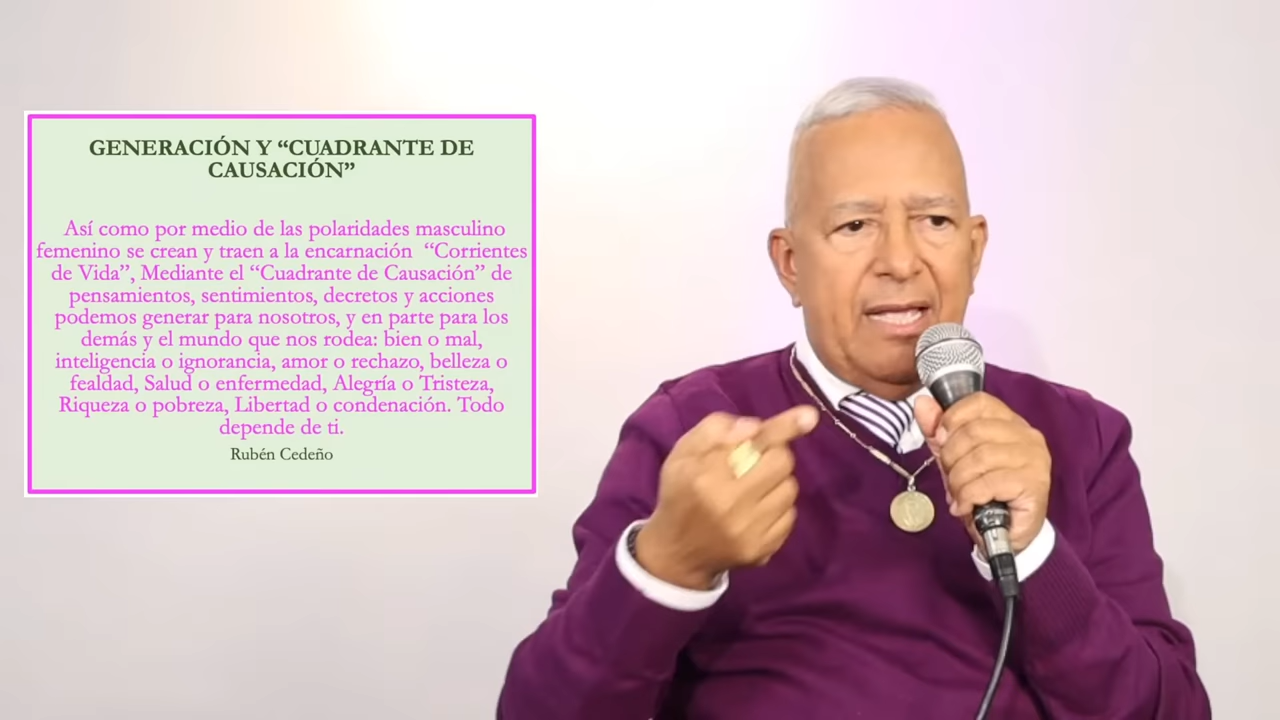 GENERACIÓN Y “CUADRANTE DE
CAUSACIÓN”
Así como por medio de las polaridades masculino
femenino se crean y traen a la encarnación “Corrientes
de Vida”, Mediante el “Cuadrante de Causación” de
pensamientos, sentimientos, decretos y acciones
podemos generar para nosotros, y en parte para los
demás y el mundo que nos rodea: bien o mal,
inteligencia o ignorancia, amor o rechazo, belleza o
fealdad, Salud o enfermedad, Alegría o Tristeza,
Riqueza o pobreza, Libertad o condenación. Todo
depende de ti.
Rubén Cedeño